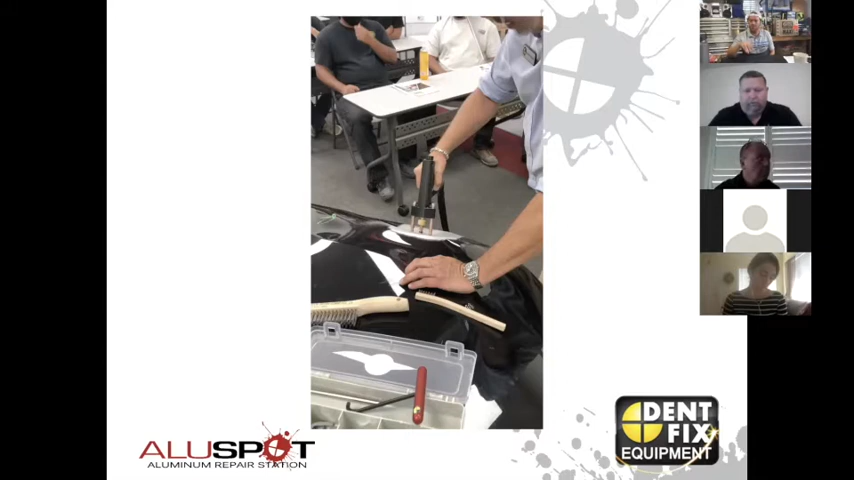 ALUSPOT
ALUMINUM REPAIR STATION
DENT
FIX
EQUIPMENT